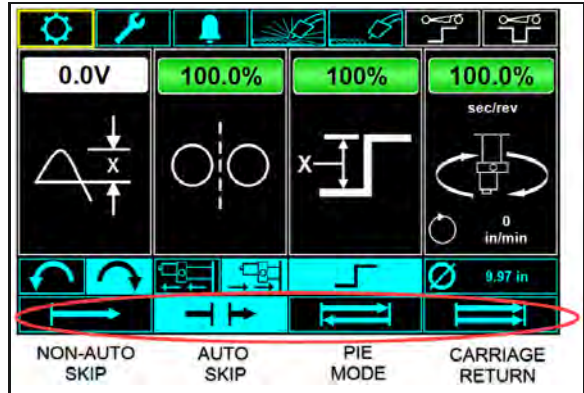 0.0V 100.0% 100% 100.0%
sec/rev
X
X
0
in/min
9.97 in
NON-AUTO SKIP
AUTO SKIP
PIE MODE
CARRIAGE RETURN